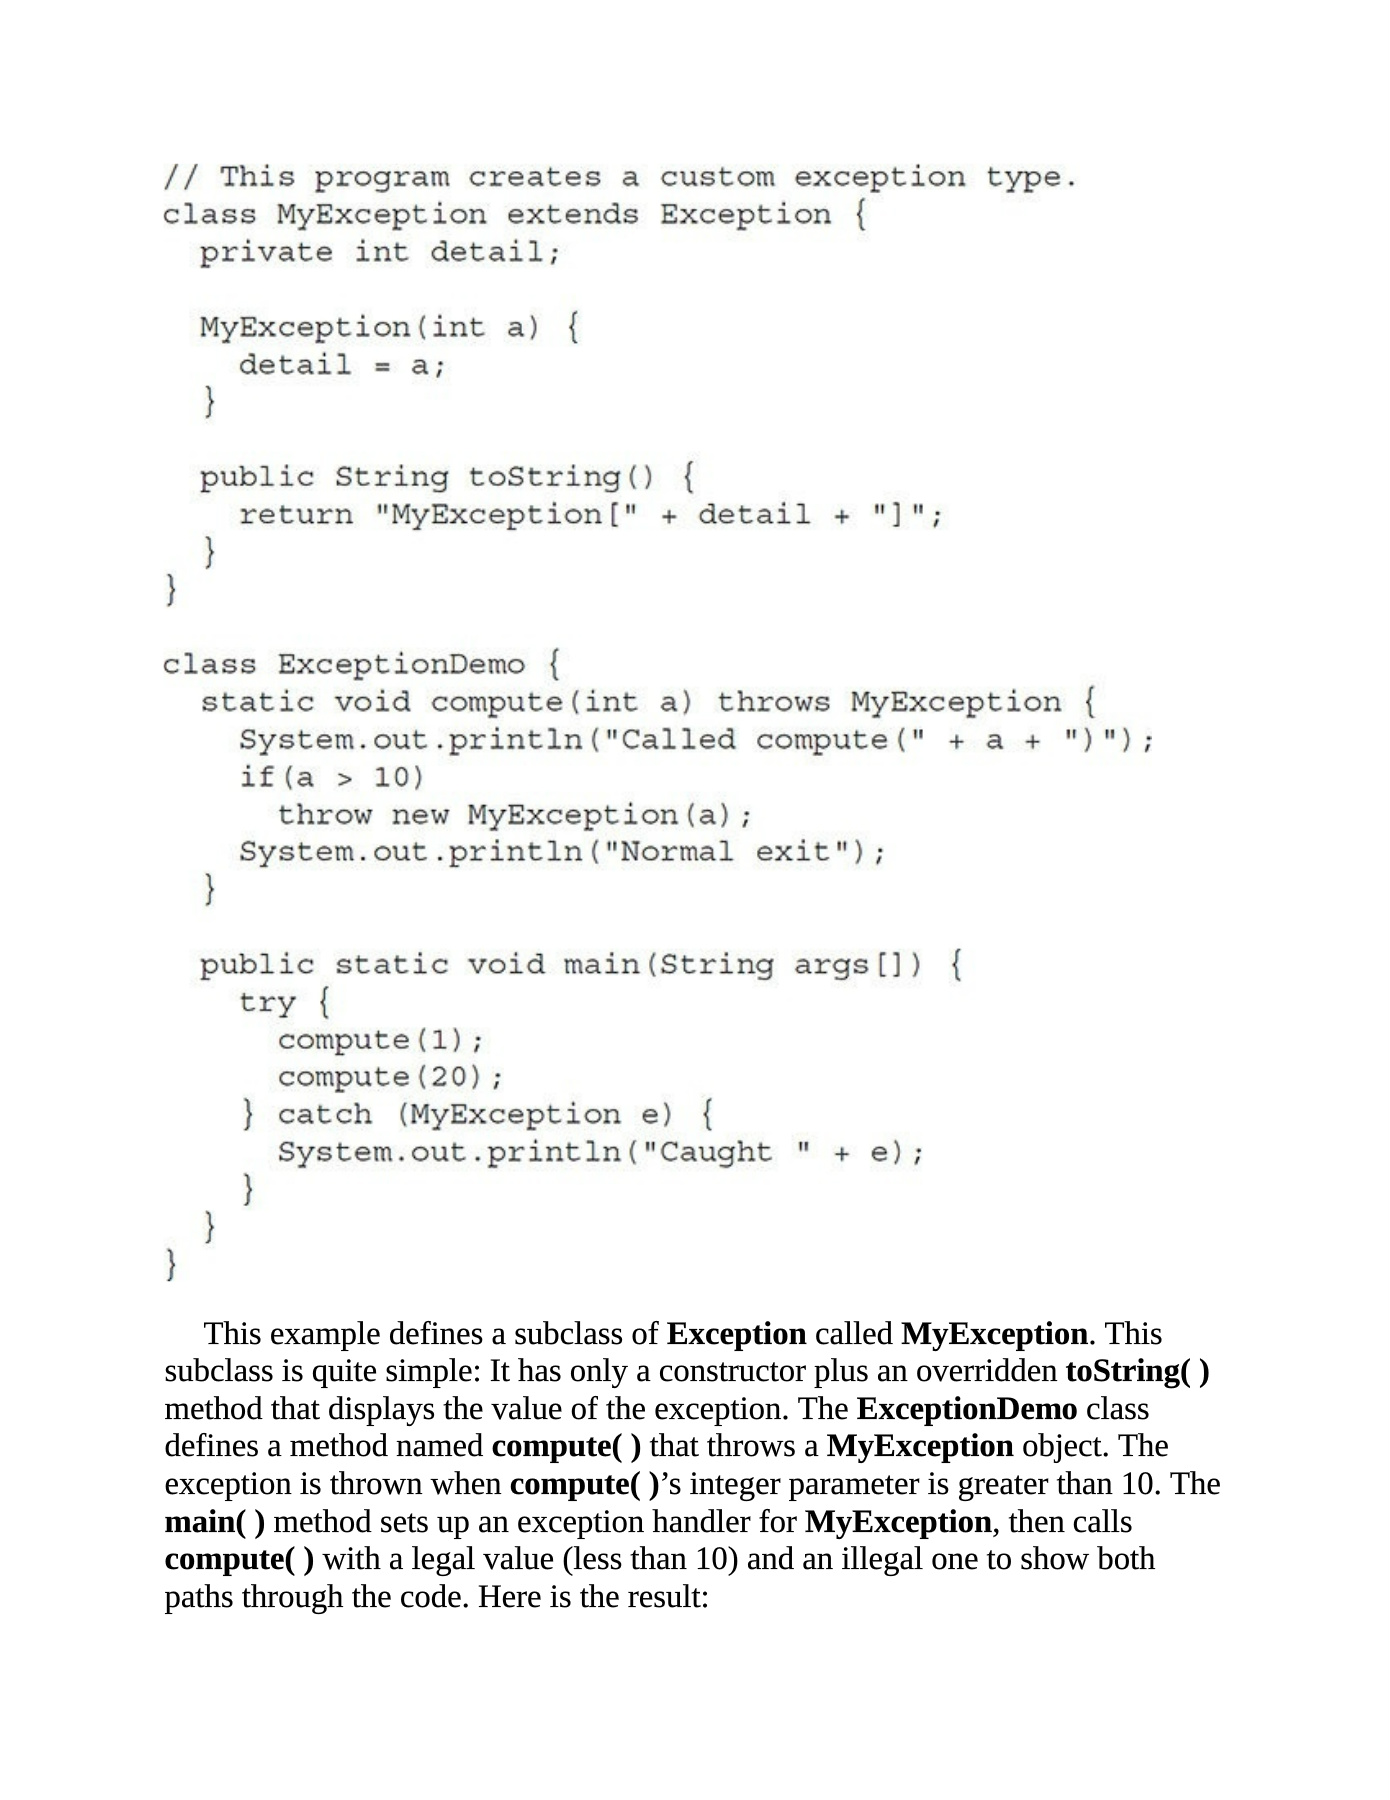 // This program creates a custom exception type.
class MyException extends Exception {
  private int detail;

  MyException(int a) {
    detail = a;
  }

  public String toString() {
    return "MyException[" + detail + "]";
  }
}

class ExceptionDemo {
  static void compute(int a) throws MyException {
    System.out.println("Called compute(" + a + ")");
    if(a > 10)
      throw new MyException(a);
    System.out.println("Normal exit");
  }

  public static void main(String args[]) {
    try {
      compute(1);
      compute(20);
    } catch (MyException e) {
      System.out.println("Caught " + e);
    }
  }
}
This example defines a subclass of Exception called MyException. This
subclass is quite simple: It has only a constructor plus an overridden toString( )
method that displays the value of the exception. The ExceptionDemo class
defines a method named compute( ) that throws a MyException object. The
exception is thrown when compute( )’s integer parameter is greater than 10. The
main( ) method sets up an exception handler for MyException, then calls
compute( ) with a legal value (less than 10) and an illegal one to show both
paths through the code. Here is the result: